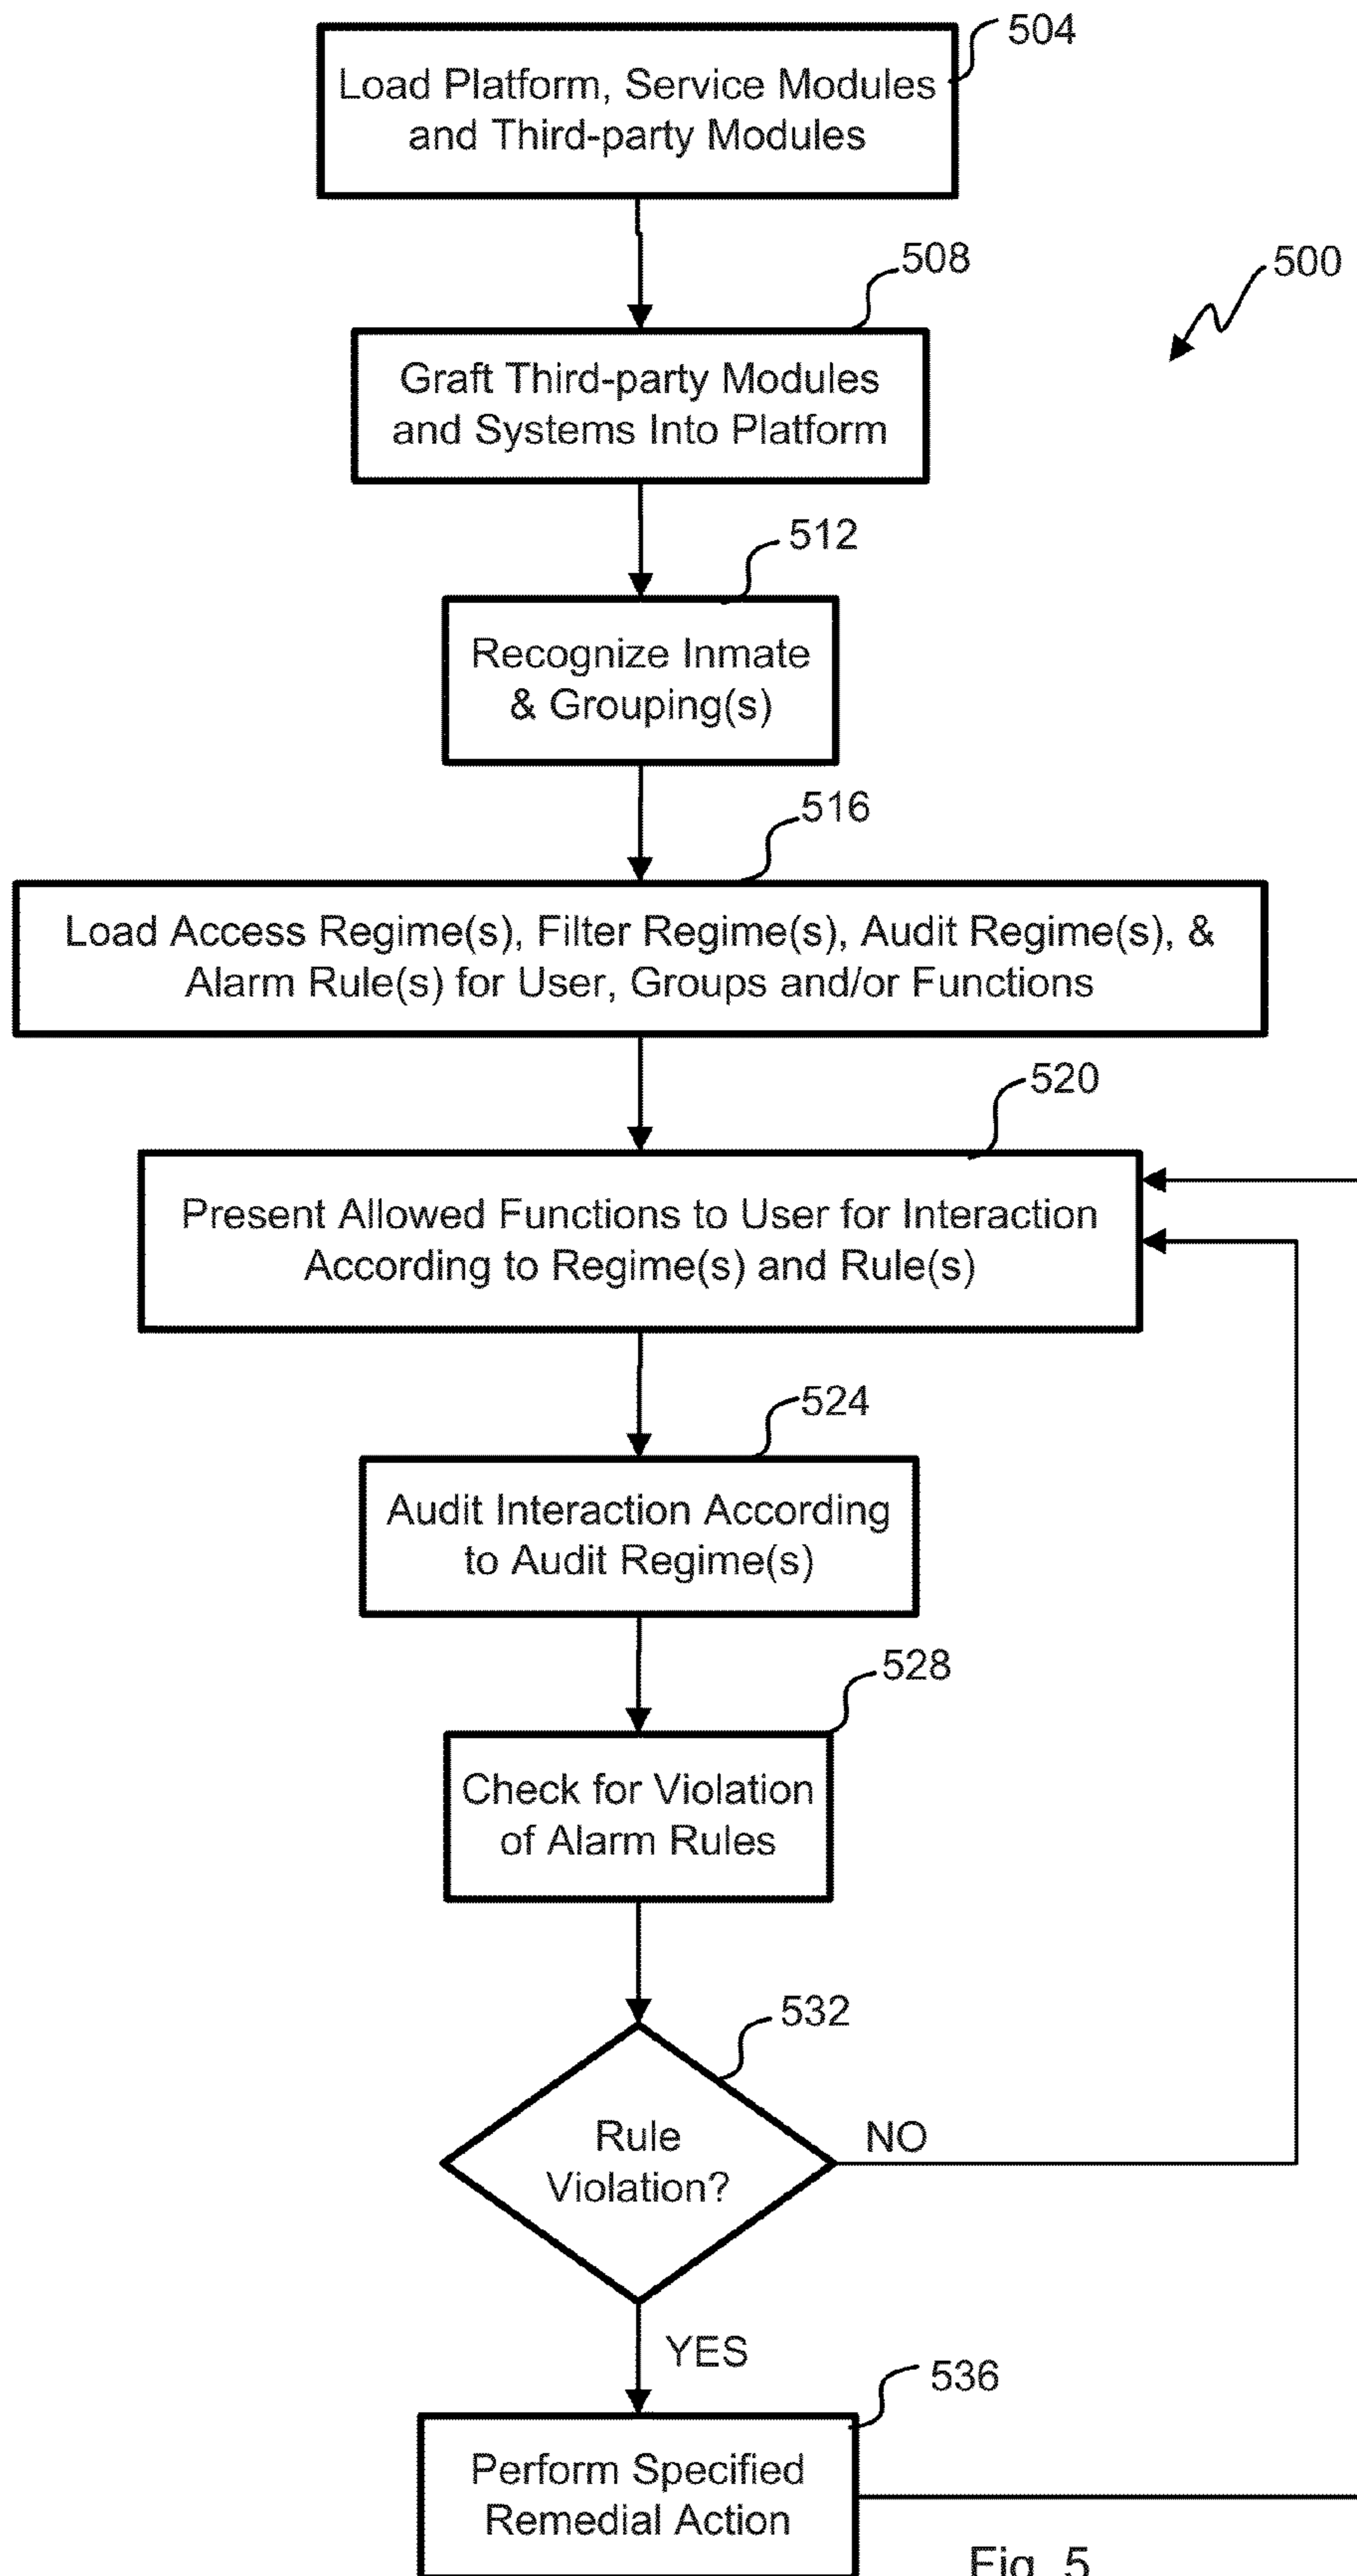 504
Load Platform, Service Modules
and Third-party Modules
508
500
Graft Third-party Modules
and Systems Into Platform
512
Recognize Inmate
& Grouping(s)
516
Load Access Regime(s), Filter Regime(s), Audit Regime(s), &
Alarm Rule(s) for User, Groups and/or Functions
520
Present Allowed Functions to User for Interaction
According to Regime(s) and Rule(s)
524
Audit Interaction According
to Audit Regime(s)
528
Check for Violation
of Alarm Rules
532
Rule
Violation?
NO
YES
536
Perform Specified
Remedial Action
Fig. 5